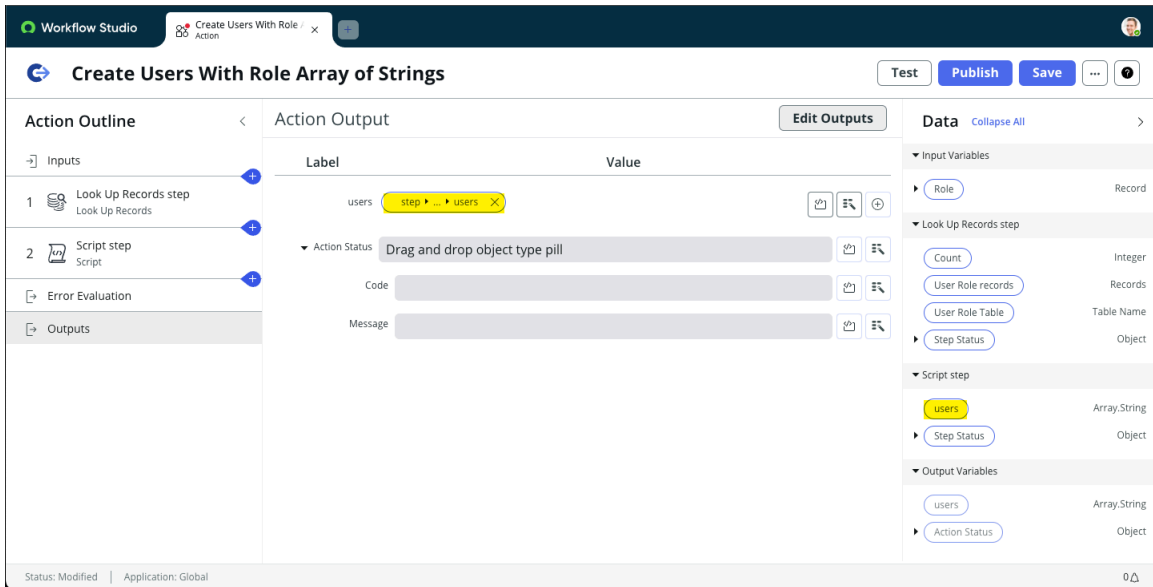 Workflow Studio
Create Users With Role
Action
Create Users With Role Array of Strings
Test
Publish
Save
...
?
Action Outline
Inputs
1
Look Up Records step
Look Up Records
2
Script step
Script
Error Evaluation
Outputs
Action Output
Edit Outputs
Label
Value
users
step ▸ ... ▸ users
Action Status
Drag and drop object type pill
Code
Message
Data
Collapse All
Input Variables
Role
Record
Look Up Records step
Count
Integer
User Role records
Records
User Role Table
Table Name
Step Status
Object
Script step
users
Array.String
Step Status
Object
Output Variables
users
Array.String
Action Status
Object
Status: Modified | Application: Global
0